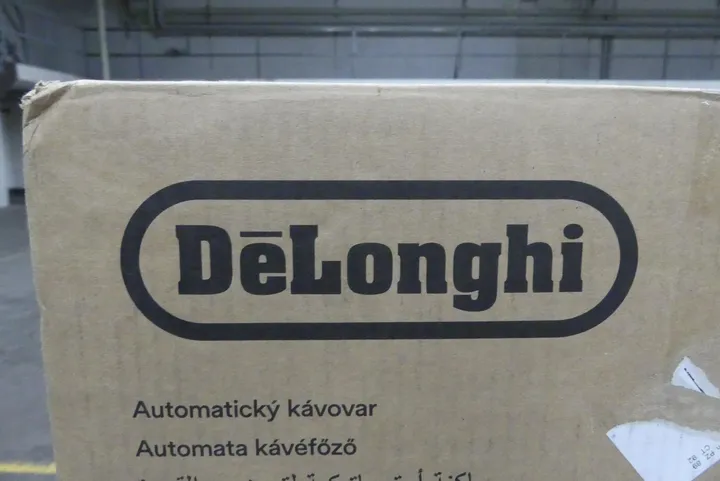 DēLonghi
Automatický kávovar
Automata kávéfőző